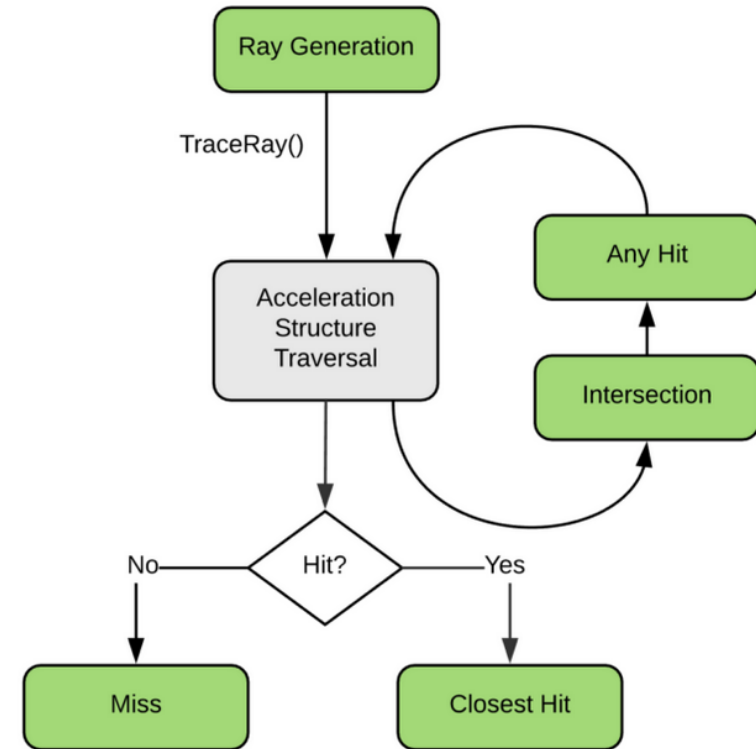 Ray Generation
TraceRay()
Acceleration
Structure
Traversal
Any Hit
Intersection
Hit?
No
Yes
Miss
Closest Hit